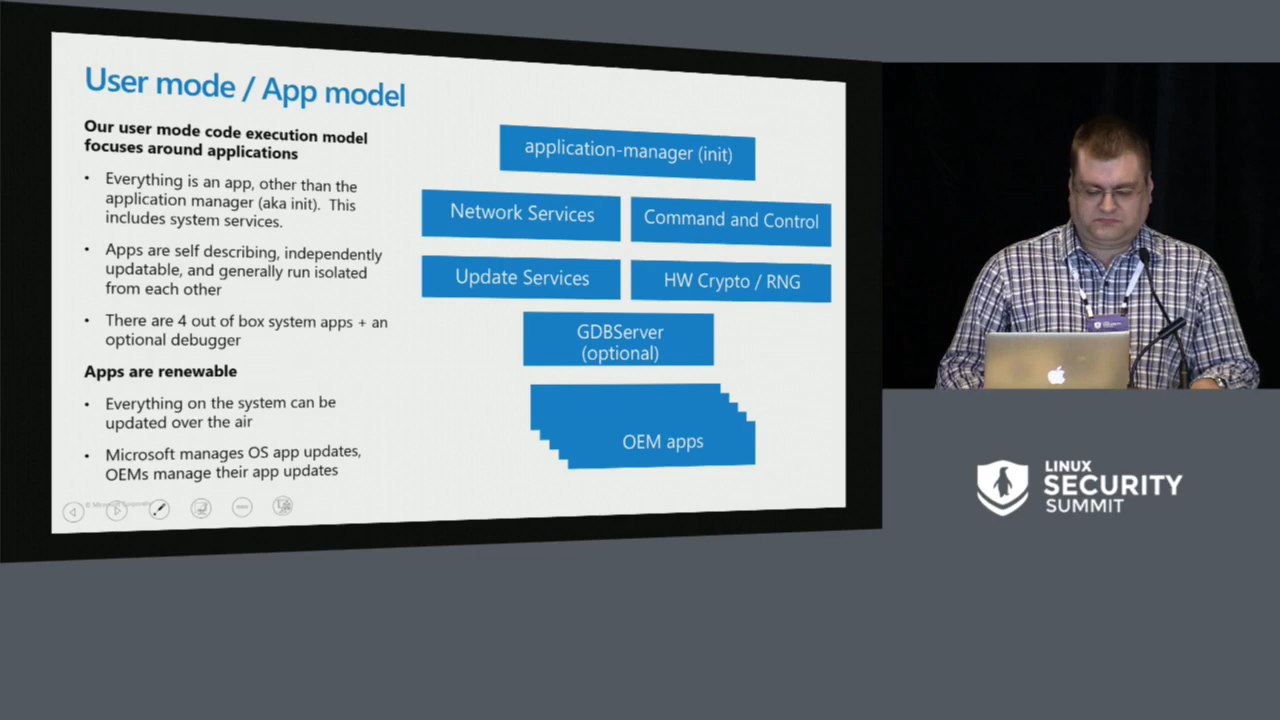 User mode / App model
Our user mode code execution model
focuses around applications
• Everything is an app, other than the
application manager (aka init). This
includes system services.
• Apps are self describing, independently
updatable, and generally run isolated
from each other
• There are 4 out of box system apps + an
optional debugger
Apps are renewable
• Everything on the system can be
updated over the air
• Microsoft manages OS app updates,
OEMs manage their app updates
© Microsoft Corporation
application-manager (init)
Network Services
Command and Control
Update Services
HW Crypto / RNG
GDBServer
(optional)
OEM apps
LINUX
SECURITY
SUMMIT